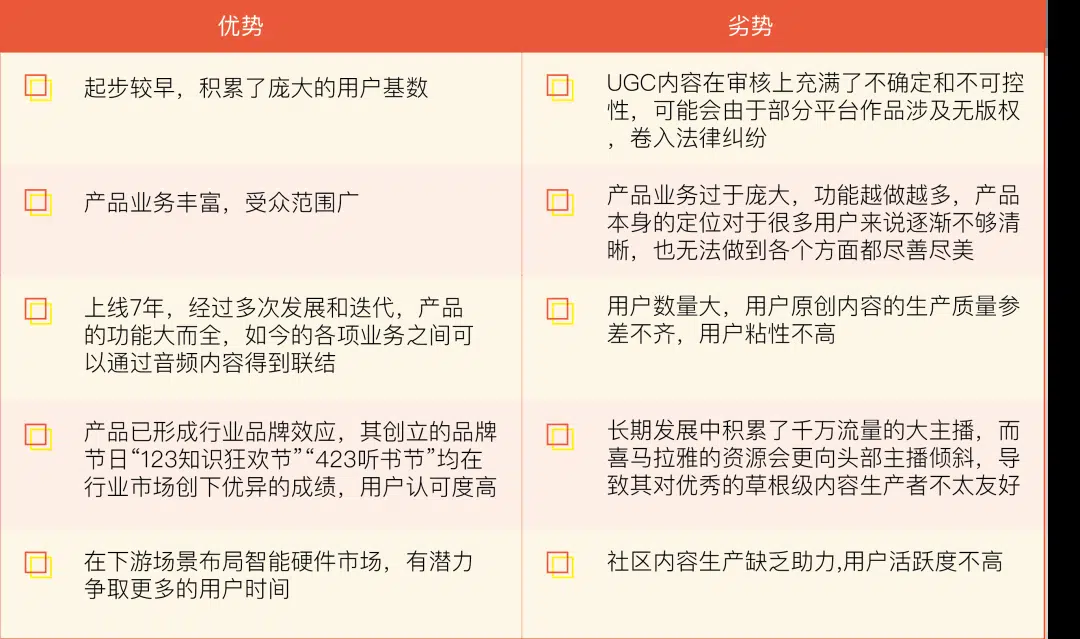 优势
劣势
起步较早，积累了庞大的用户基数
UGC内容在审核上充满了不确定和不可控
性，可能会由于部分平台作品涉及无版权
，卷入法律纠纷
产品业务丰富，受众范围广
产品业务过于庞大，功能越做越多，产品
本身的定位对于很多用户来说逐渐不够清
晰，也无法做到各个方面都尽善尽美
上线7年，经过多次发展和迭代，产品
的功能大而全，如今的各项业务之间可
以通过音频内容得到联结
用户数量大，用户原创内容的生产质量参
差不齐，用户粘性不高
产品已形成行业品牌效应，其创立的品牌
节日“123知识狂欢节”“423听书节”均在
行业市场创下优异的成绩，用户认可度高
长期发展中积累了千万流量的大主播，而
喜马拉雅的资源会更向头部主播倾斜，导
致其对优秀的草根级内容生产者不太友好
在下游场景布局智能硬件市场，有潜力
争取更多的用户时间
社区内容生产缺乏助力,用户活跃度不高